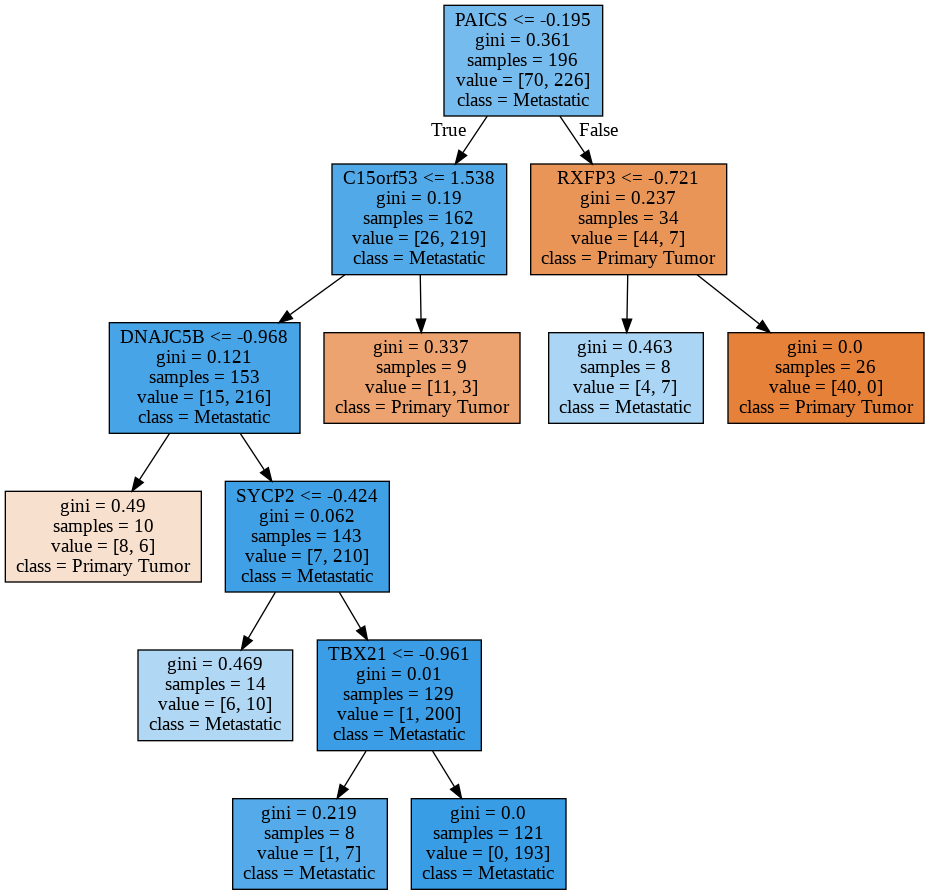 PAICS <= -0.195
gini = 0.361
samples = 196
value = [70, 226]
class = Metastatic
True
False
C15orf53 <= 1.538
gini = 0.19
samples = 162
value = [26, 219]
class = Metastatic
RXFP3 <= -0.721
gini = 0.237
samples = 34
value = [44, 7]
class = Primary Tumor
DNAJC5B <= -0.968
gini = 0.121
samples = 153
value = [15, 216]
class = Metastatic
gini = 0.337
samples = 9
value = [11, 3]
class = Primary Tumor
gini = 0.463
samples = 8
value = [4, 7]
class = Metastatic
gini = 0.0
samples = 26
value = [40, 0]
class = Primary Tumor
gini = 0.49
samples = 10
value = [8, 6]
class = Primary Tumor
SYCP2 <= -0.424
gini = 0.062
samples = 143
value = [7, 210]
class = Metastatic
gini = 0.469
samples = 14
value = [6, 10]
class = Metastatic
TBX21 <= -0.961
gini = 0.01
samples = 129
value = [1, 200]
class = Metastatic
gini = 0.219
samples = 8
value = [1, 7]
class = Metastatic
gini = 0.0
samples = 121
value = [0, 193]
class = Metastatic